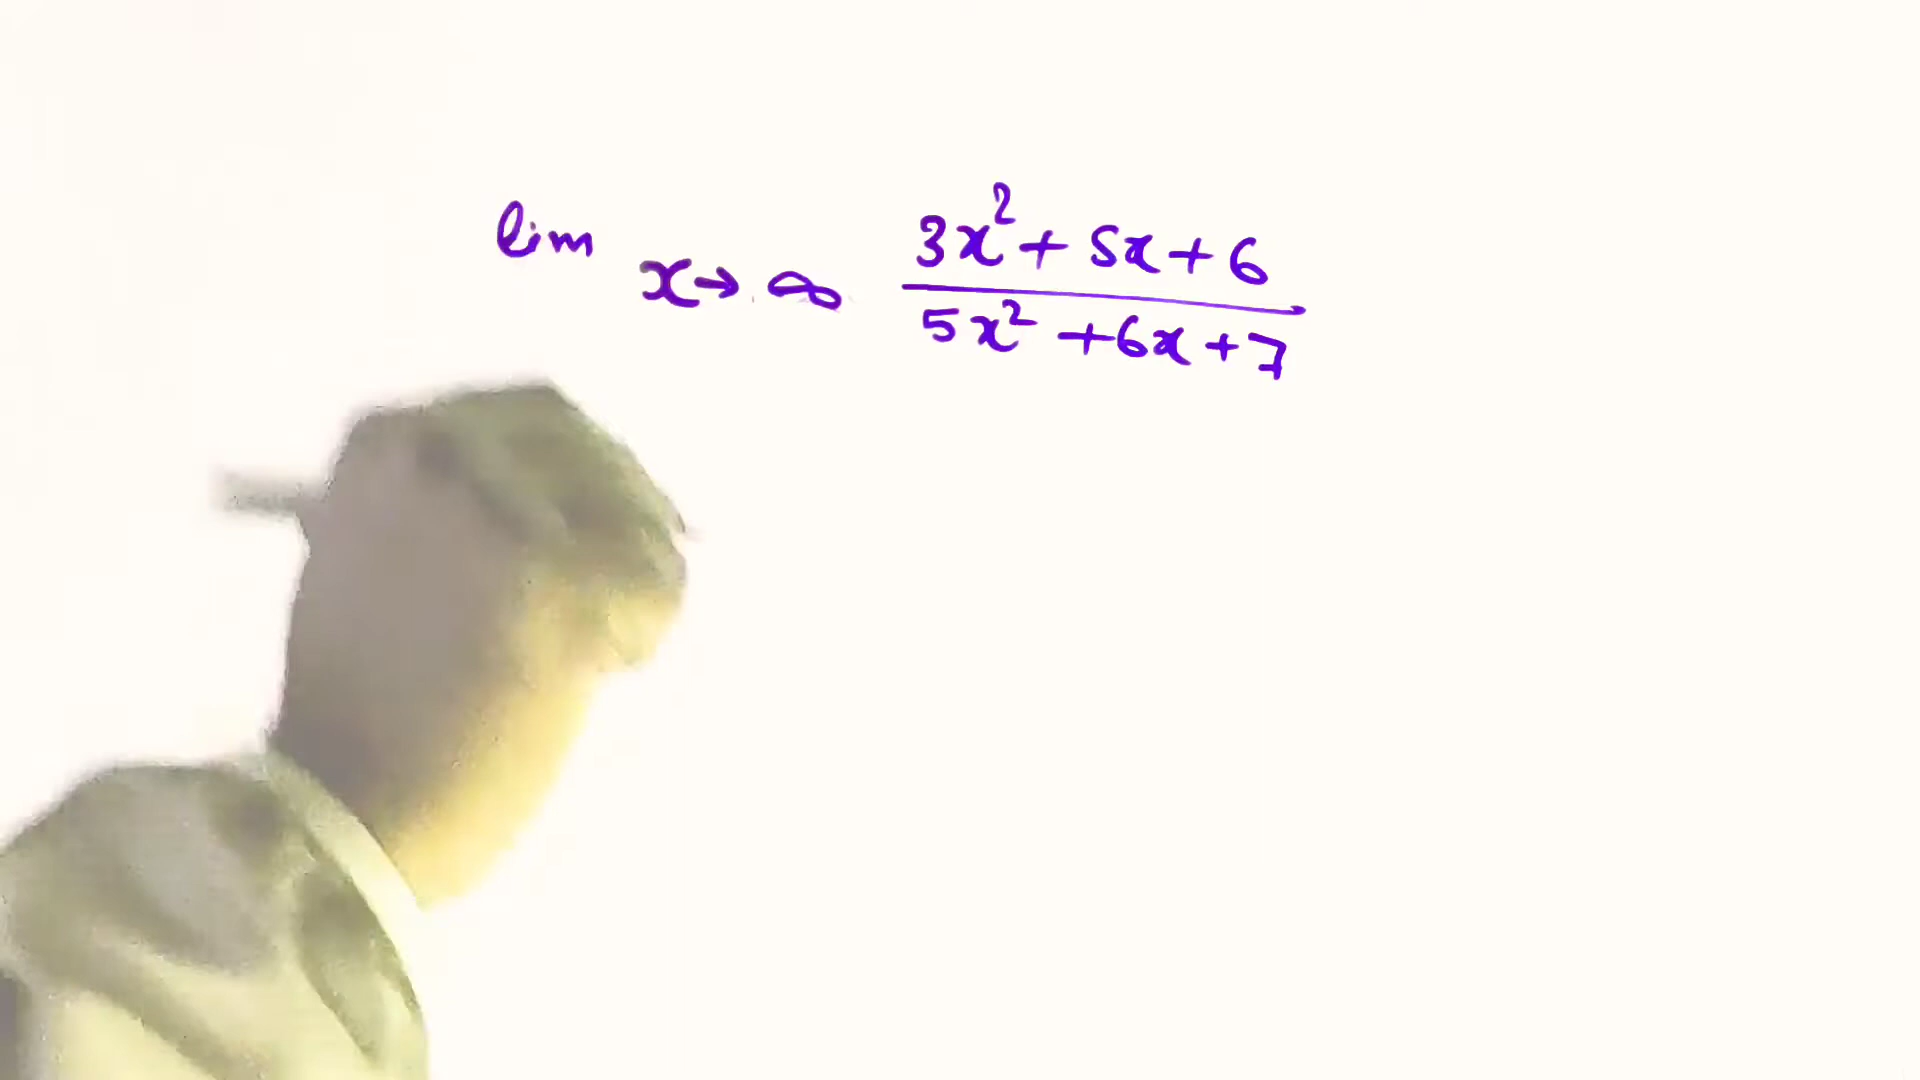 lim x→∞ (3x² + 5x + 6)/(5x² + 6x + 7)